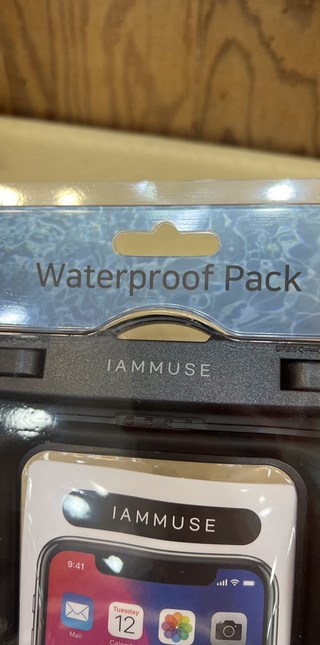 Waterproof Pack
IAMMUSE
IAMMUSE
9:41
Tuesday
12
Mail